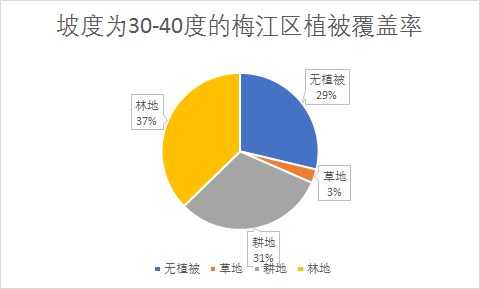 坡度为30-40度的梅江区植被覆盖率
无植被
29%
林地
37%
草地
3%
耕地
31%
无植被 草地 耕地 林地